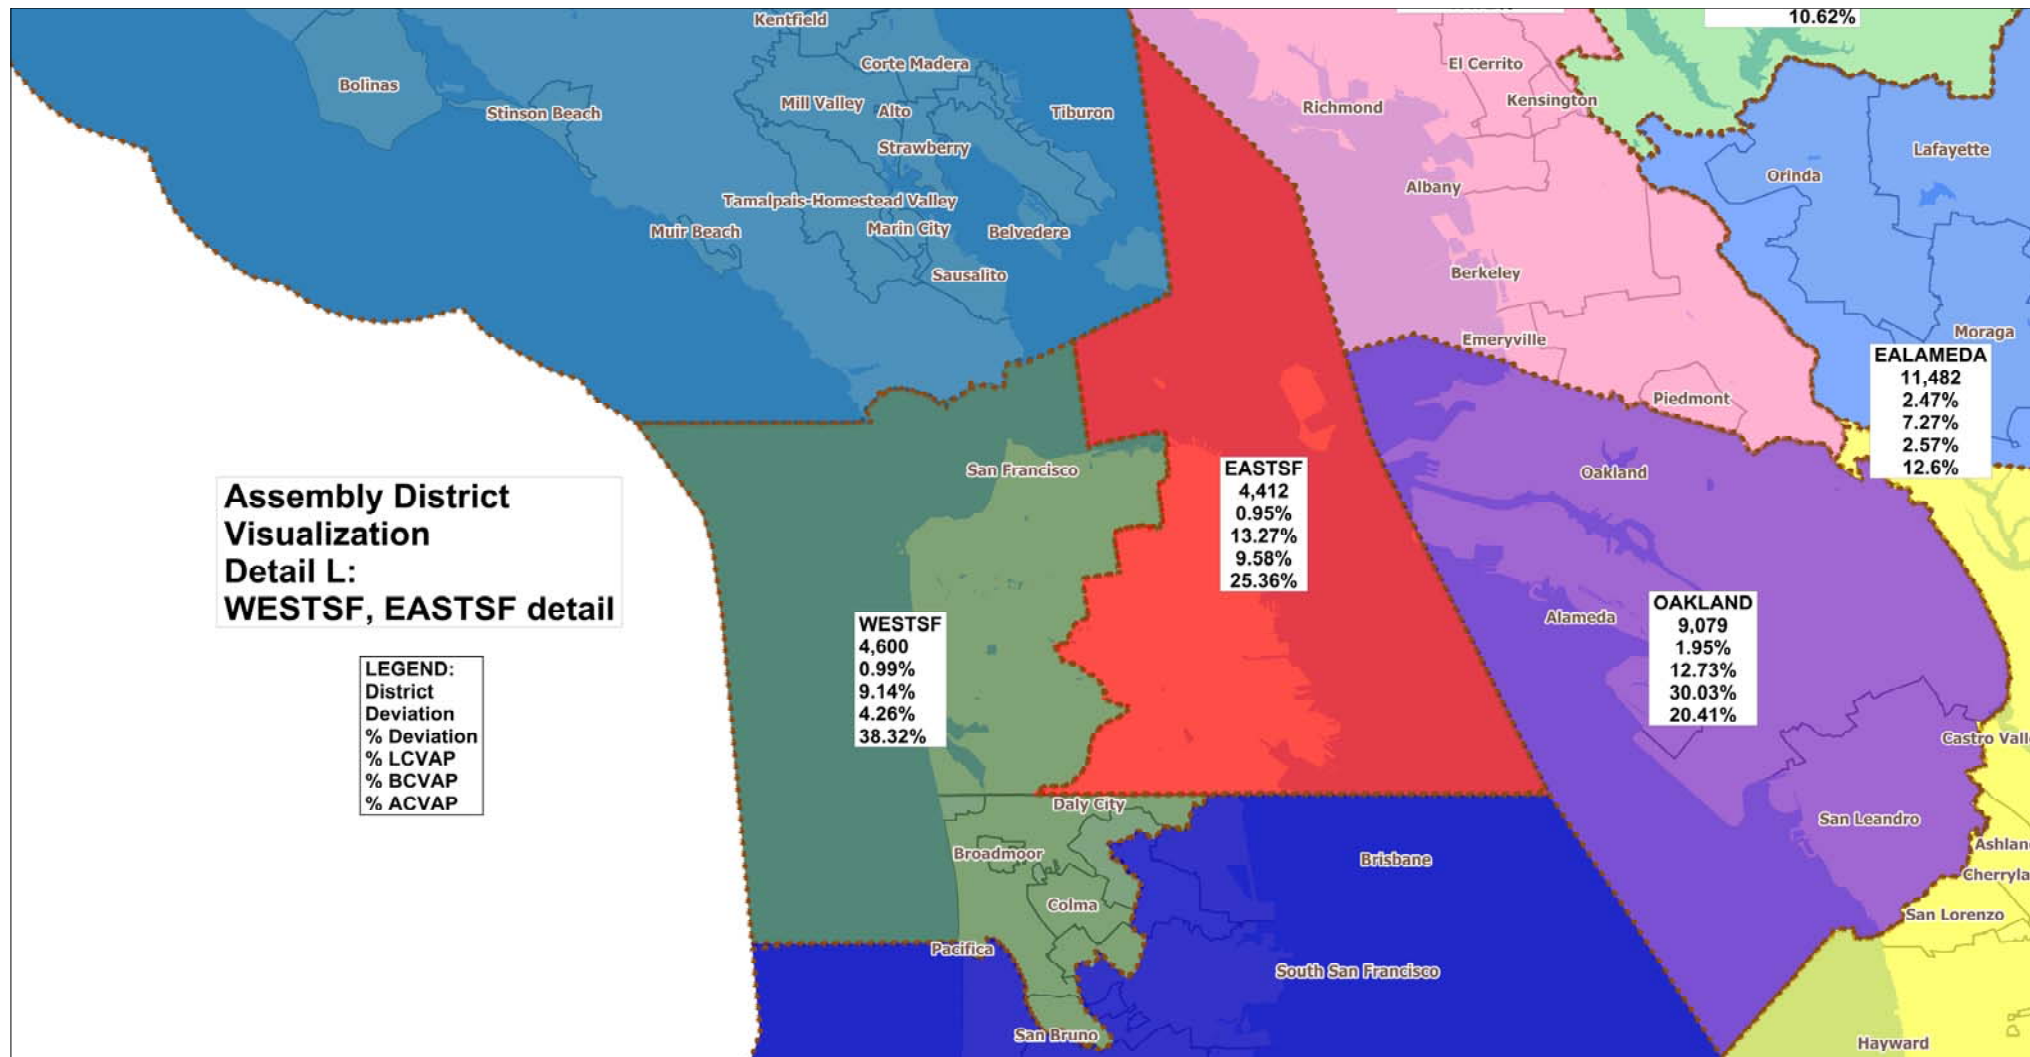 10.62%
Kentfield
Corte Madera
El Cerrito
Bolinas
Mill Valley
Alto
Tiburon
Richmond
Kensington
Stinson Beach
Strawberry
Lafayette
Orinda
Albany
Tamalpais-Homestead Valley
Muir Beach
Marin City
Belvedere
Sausalito
Berkeley
Moraga
Emeryville
Piedmont
EALAMEDA
11,482
2.47%
7.27%
2.57%
12.6%
San Francisco
Oakland
EASTSF
4,412
0.95%
13.27%
9.58%
25.36%
Assembly District
Visualization
Detail L:
WESTSF, EASTSF detail
Alameda
OAKLAND
9,079
1.95%
12.73%
30.03%
20.41%
WESTSF
4,600
0.99%
9.14%
4.26%
38.32%
LEGEND:
District
Deviation
% Deviation
% LCVAP
% BCVAP
% ACVAP
Castro Valle
Daly City
San Leandro
Broadmoor
Brisbane
Ashlan
Cherryla
Colma
San Lorenzo
Pacifica
South San Francisco
San Bruno
Hayward